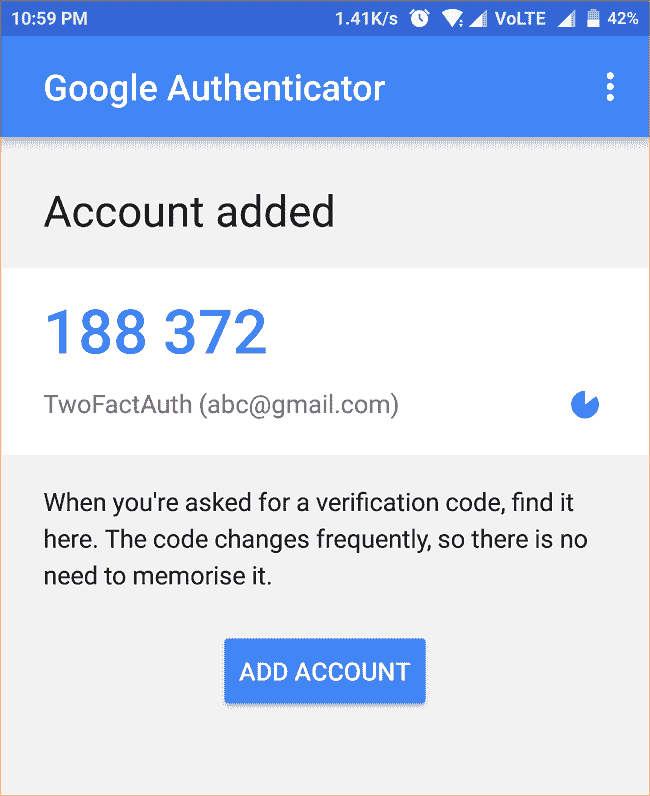 10:59 PM 1.41K/s VoLTE 42%
Google Authenticator
Account added
188 372
TwoFactAuth (abc@gmail.com)
When you're asked for a verification code, find it
here. The code changes frequently, so there is no
need to memorise it.
ADD ACCOUNT